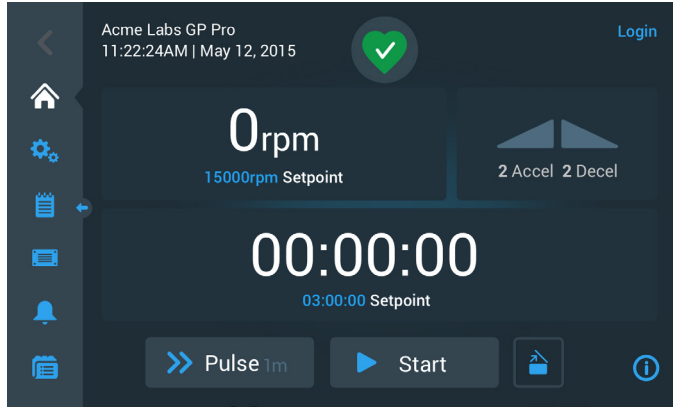 Acme Labs GP Pro
11:22:24AM | May 12, 2015
Login
0rpm
15000rpm Setpoint
2 Accel 2 Decel
00:00:00
03:00:00 Setpoint
Pulse 1m
Start